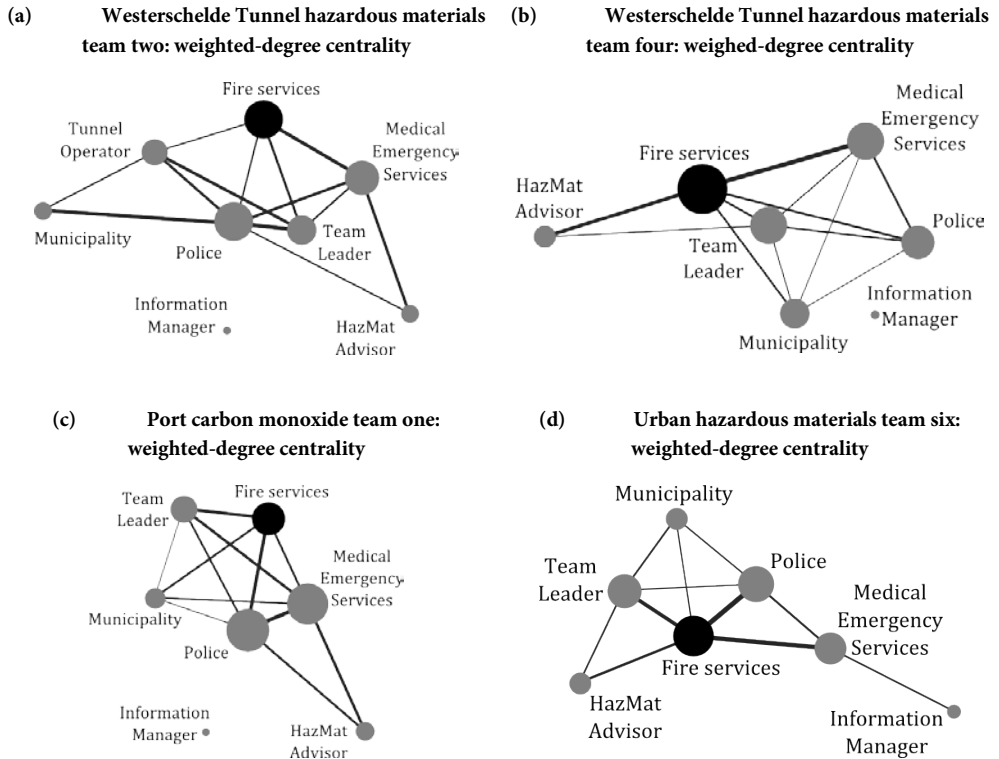 (a) Westerschelde Tunnel hazardous materials
team two: weighted-degree centrality
Fire services
Tunnel
Operator
Medical
Emergency
Services
Municipality
Police
Team
Leader
Information
Manager
HazMat
Advisor
(b) Westerschelde Tunnel hazardous materials
team four: weighed-degree centrality
Medical
Emergency
Services
Fire services
HazMat
Advisor
Team
Leader
Police
Information
Manager
Municipality
(c) Port carbon monoxide team one:
weighted-degree centrality
Team
Leader
Fire services
Medical
Emergency
Services
Municipality
Police
Information
Manager
HazMat
Advisor
(d) Urban hazardous materials team six:
weighted-degree centrality
Municipality
Team
Leader
Police
Medical
Emergency
Services
Fire services
HazMat
Advisor
Information
Manager